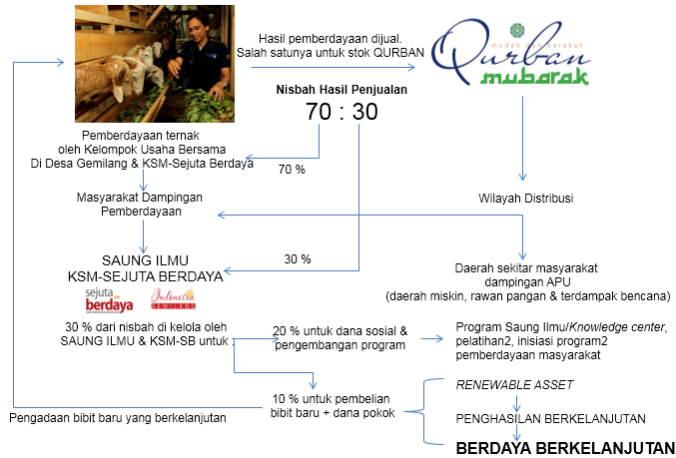 Hasil pemberdayaan dijual.
Salah satunya untuk stok QURBAN
mudah dan barakah
Qurban
mubarak
Nisbah Hasil Penjualan
70 : 30
Pemberdayaan ternak
oleh Kelompok Usaha Bersama
Di Desa Gemilang & KSM-Sejuta Berdaya
70 %
Masyarakat Dampingan
Pemberdayaan
Wilayah Distribusi
SAUNG ILMU
KSM-SEJUTA BERDAYA
30 %
Daerah sekitar masyarakat
dampingan APU
(daerah miskin, rawan pangan & terdampak bencana)
sejuta
berdaya
Indonesia
GEMILANG
30 % dari nisbah di kelola oleh
SAUNG ILMU & KSM-SB untuk :
20 % untuk dana sosial &
pengembangan program
Program Saung Ilmu/Knowledge center,
pelatihan2, inisiasi program2
pemberdayaan masyarakat
10 % untuk pembelian
bibit baru + dana pokok
RENEWABLE ASSET
PENGHASILAN BERKELANJUTAN
BERDAYA BERKELANJUTAN
Pengadaan bibit baru yang berkelanjutan